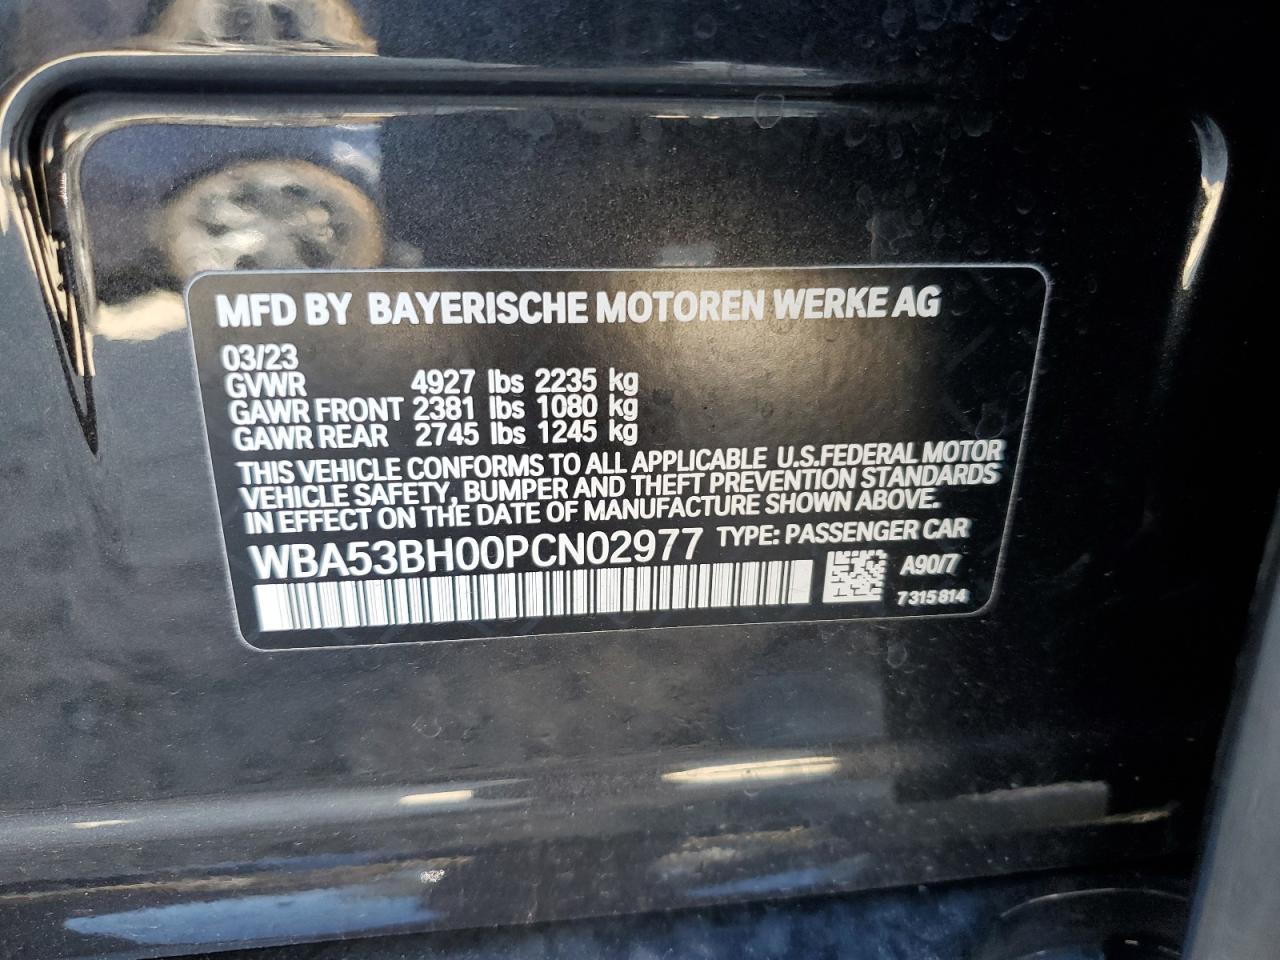 MFD BY BAYERISCHE MOTOREN WERKE AG
03/23
GVWR 4927 lbs 2235 kg
GAWR FRONT 2381 lbs 1080 kg
GAWR REAR 2745 lbs 1245 kg
THIS VEHICLE CONFORMS TO ALL APPLICABLE U.S.FEDERAL MOTOR
VEHICLE SAFETY, BUMPER AND THEFT PREVENTION STANDARDS
IN EFFECT ON THE DATE OF MANUFACTURE SHOWN ABOVE.
WBA53BH00PCN02977 TYPE: PASSENGER CAR
A90/7
7 315 814